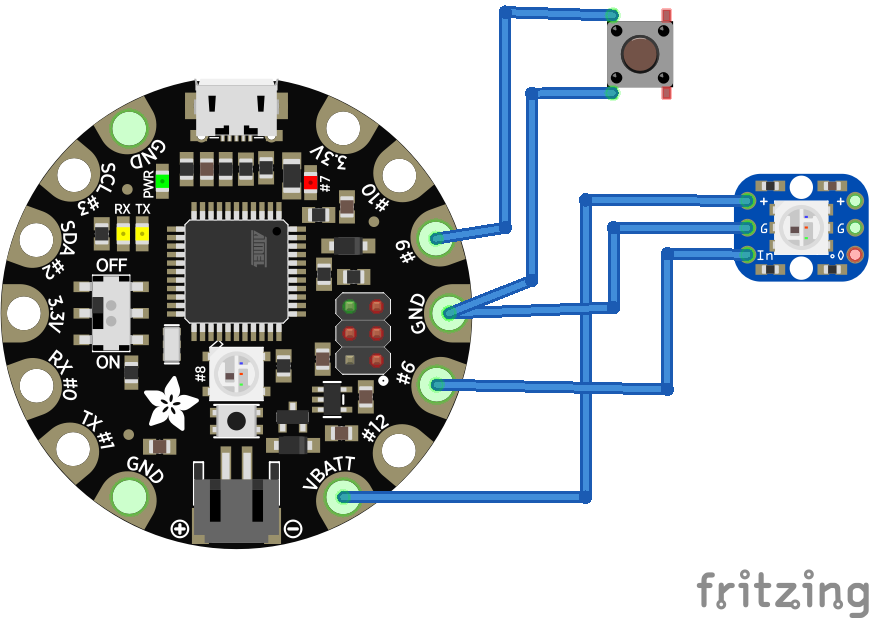 GND
3.3V
SCL #3
PWR
#7
#10
RX TX
SDA #2
#9
OFF
3.3V
GND
ON
RX #0
#8
#6
TX #1
#12
GND
VBATT
+
-
ATMEL
+ +
G G
In O
fritzing